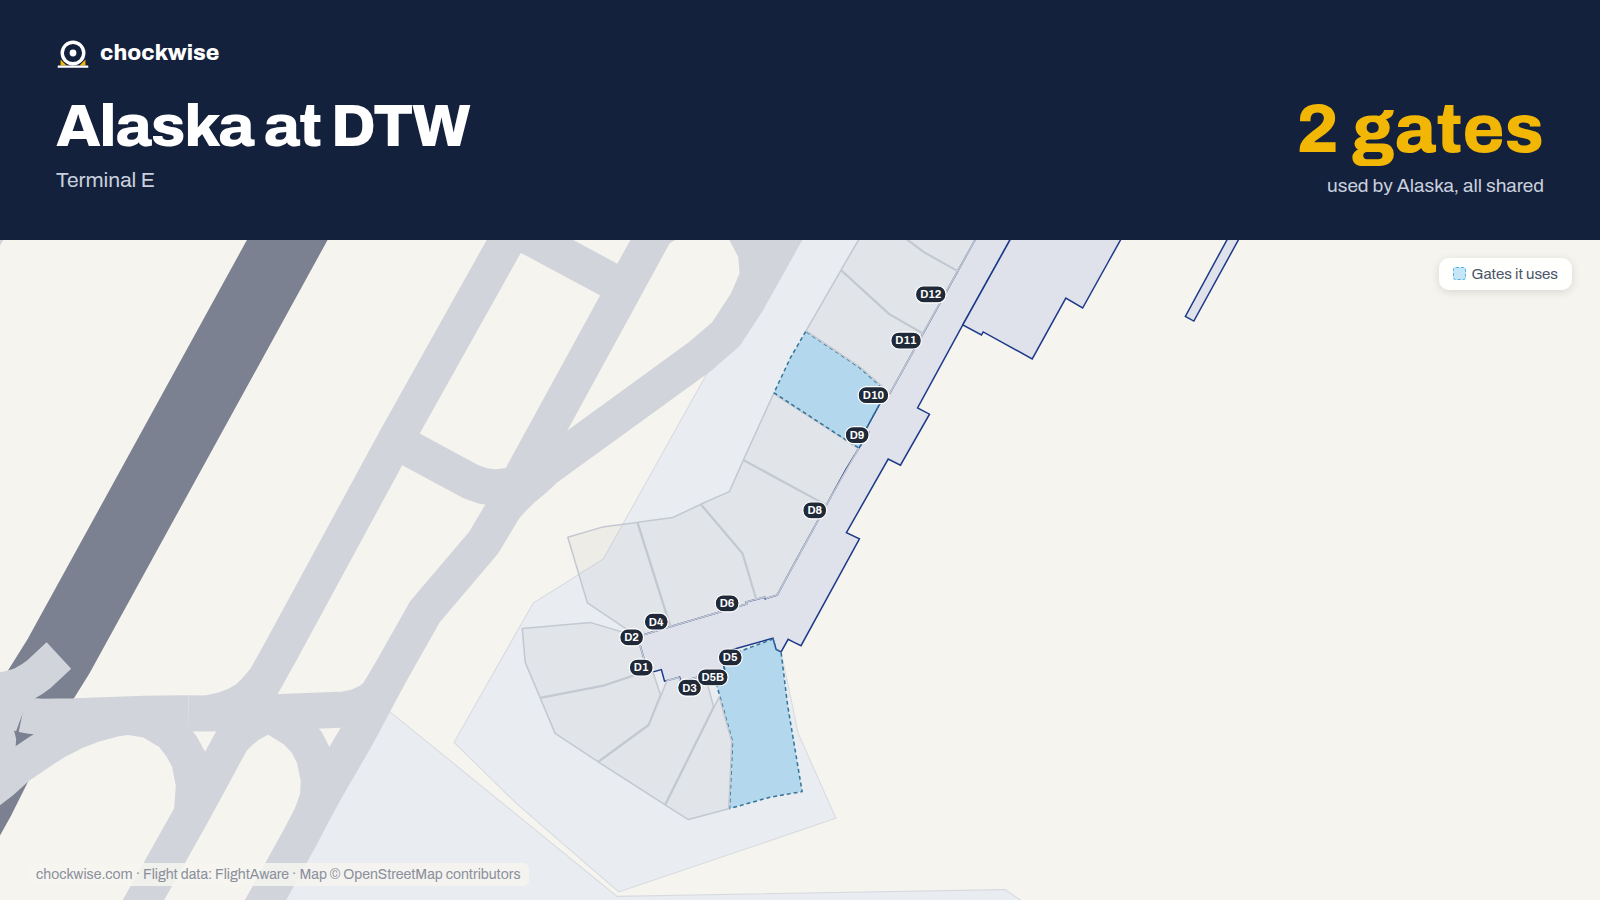 chockwise
Alaska at DTW
Terminal E
2 gates
used by Alaska, all shared
Gates it uses
D12
D11
D10
D9
D8
D6
D4
D2
D5
D1
D5B
D3
chockwise.com · Flight data: FlightAware · Map © OpenStreetMap contributors